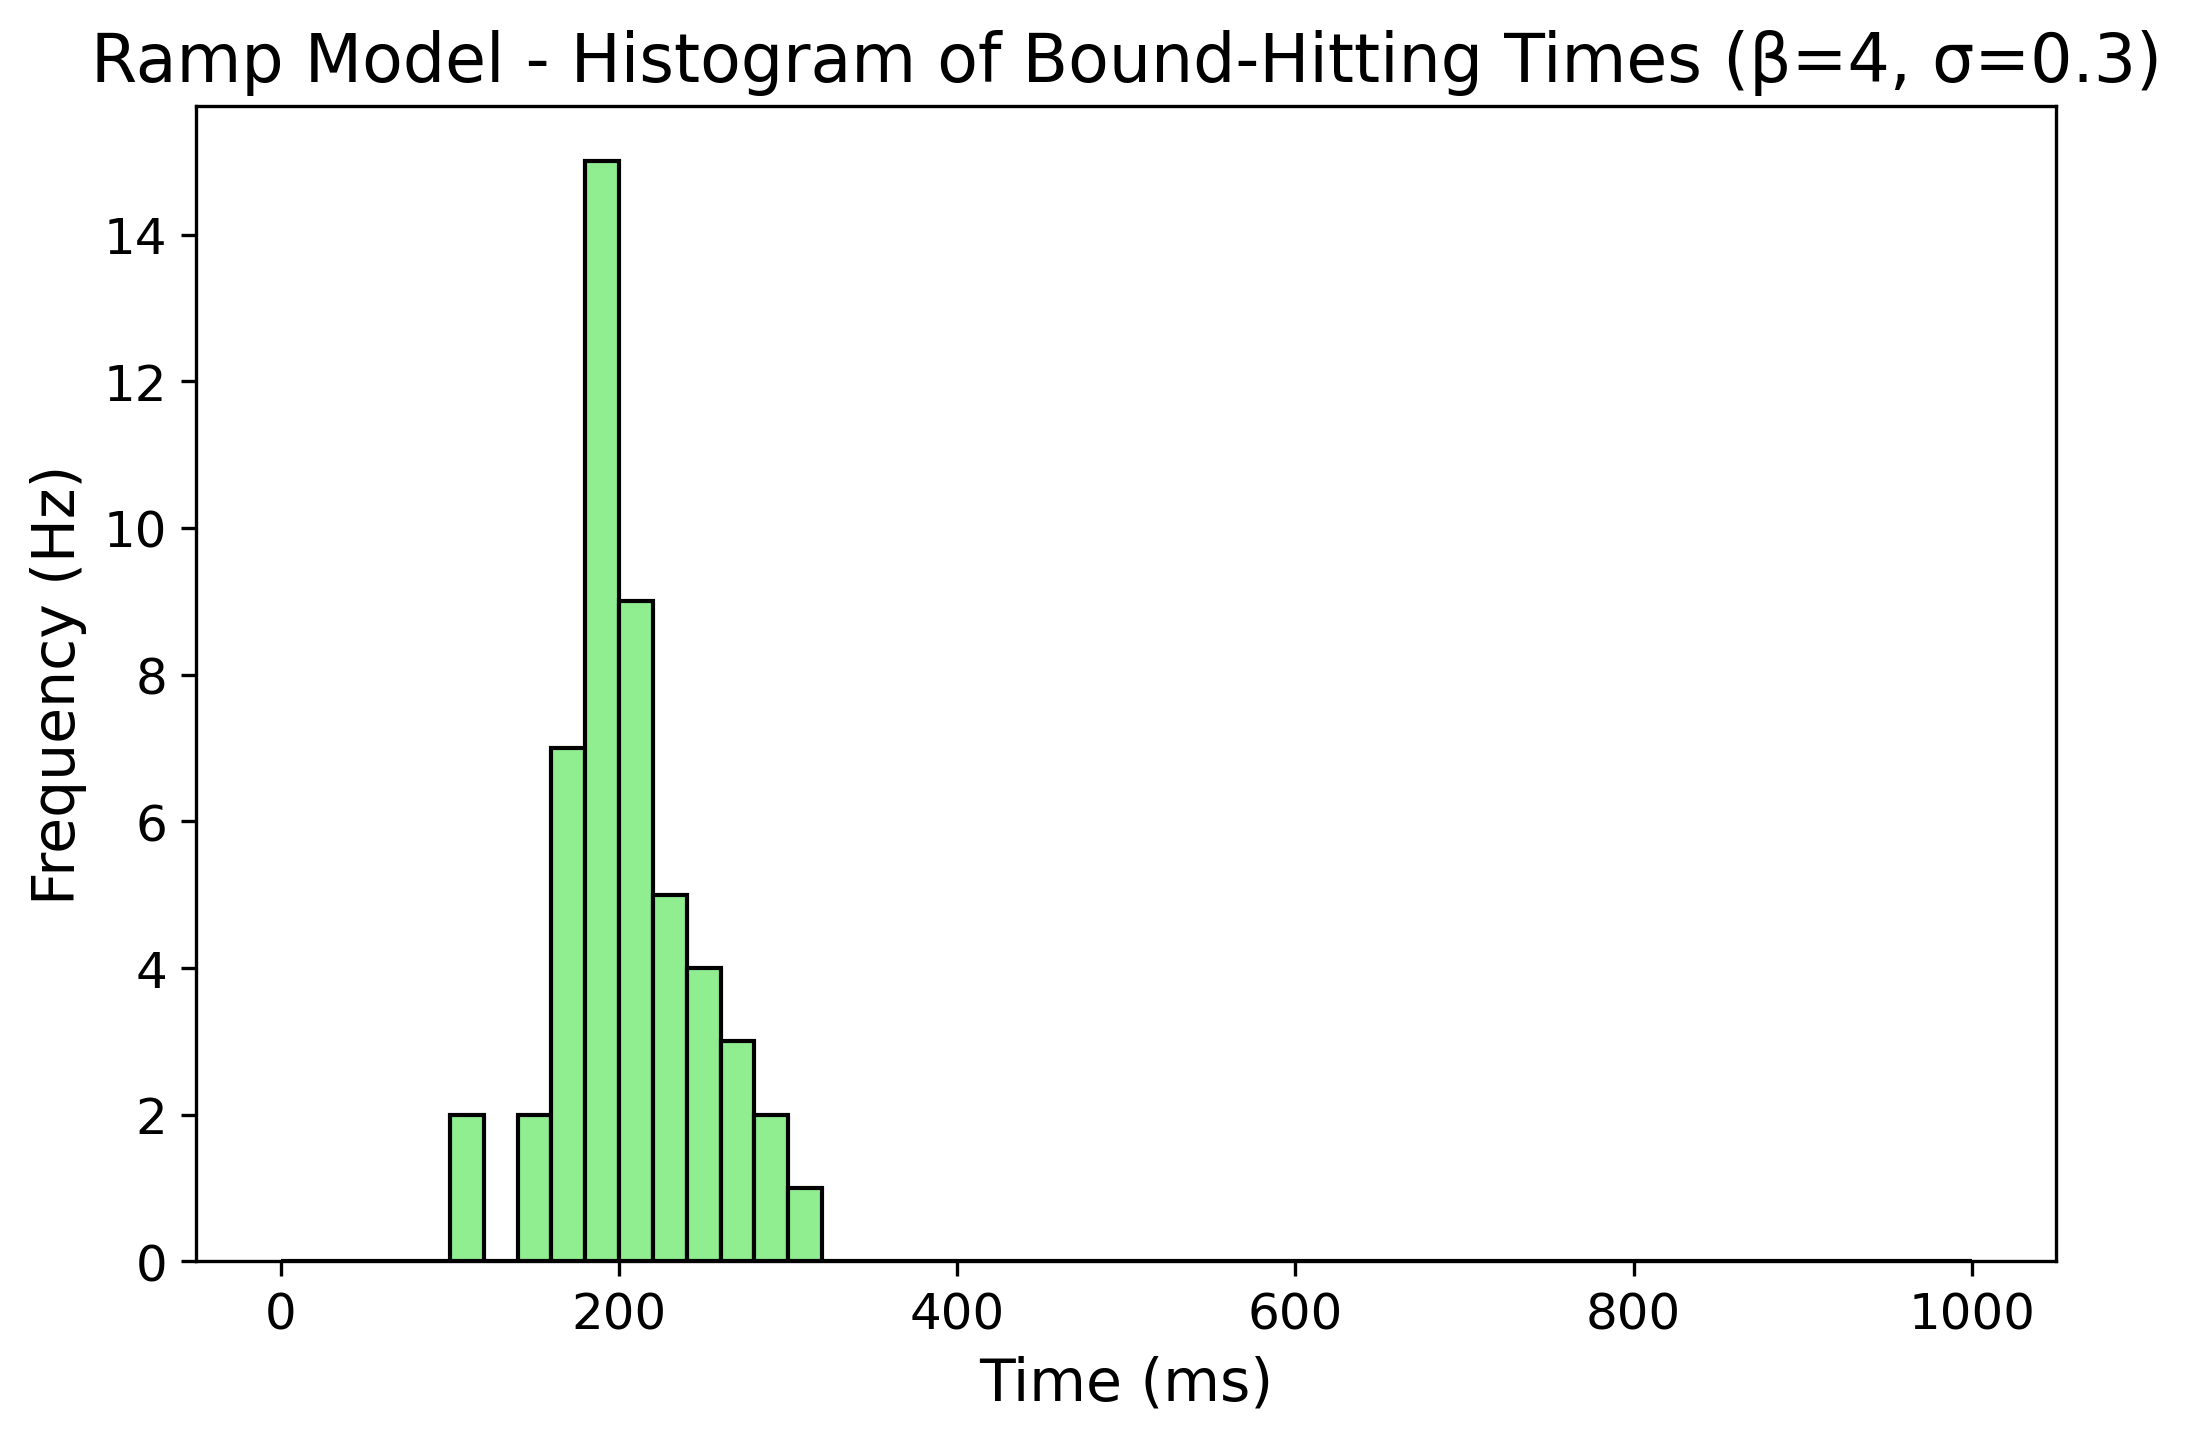 Ramp Model - Histogram of Bound-Hitting Times (β=4, σ=0.3)
Frequency (Hz)
14
12
10
8
6
4
2
0
0 200 400 600 800 1000
Time (ms)